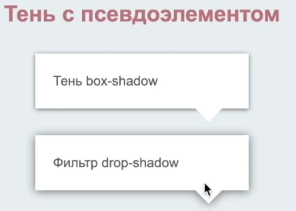 Тень с псевдоэлементом
Тень box-shadow
Фильтр drop-shadow